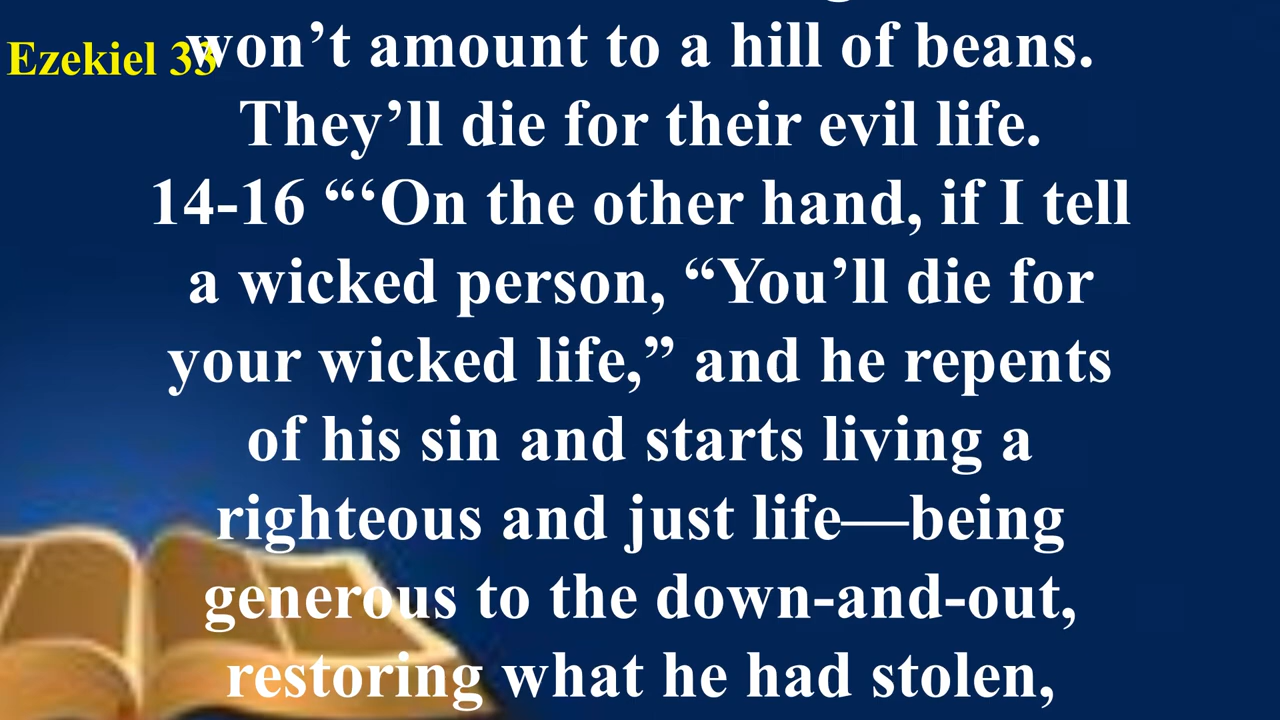 Ezekiel 33
won’t amount to a hill of beans.
They’ll die for their evil life.
14-16 “‘On the other hand, if I tell
a wicked person, “You’ll die for
your wicked life,” and he repents
of his sin and starts living a
righteous and just life—being
generous to the down-and-out,
restoring what he had stolen,